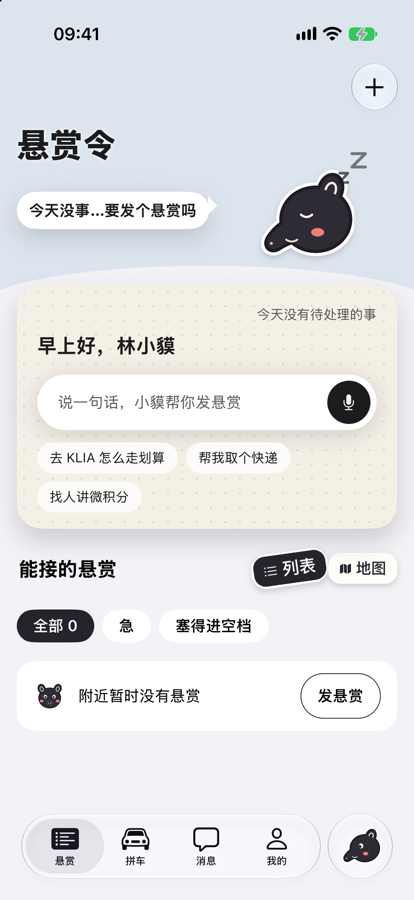 09:41
悬赏令
z
z
今天没事...要发个悬赏吗
今天没有待处理的事
早上好，林小貘
说一句话，小貘帮你发悬赏
去 KLIA 怎么走划算
帮我取个快递
找人讲微积分
能接的悬赏
列表
地图
全部 0
急
塞得进空档
附近暂时没有悬赏
发悬赏
悬赏
拼车
消息
我的